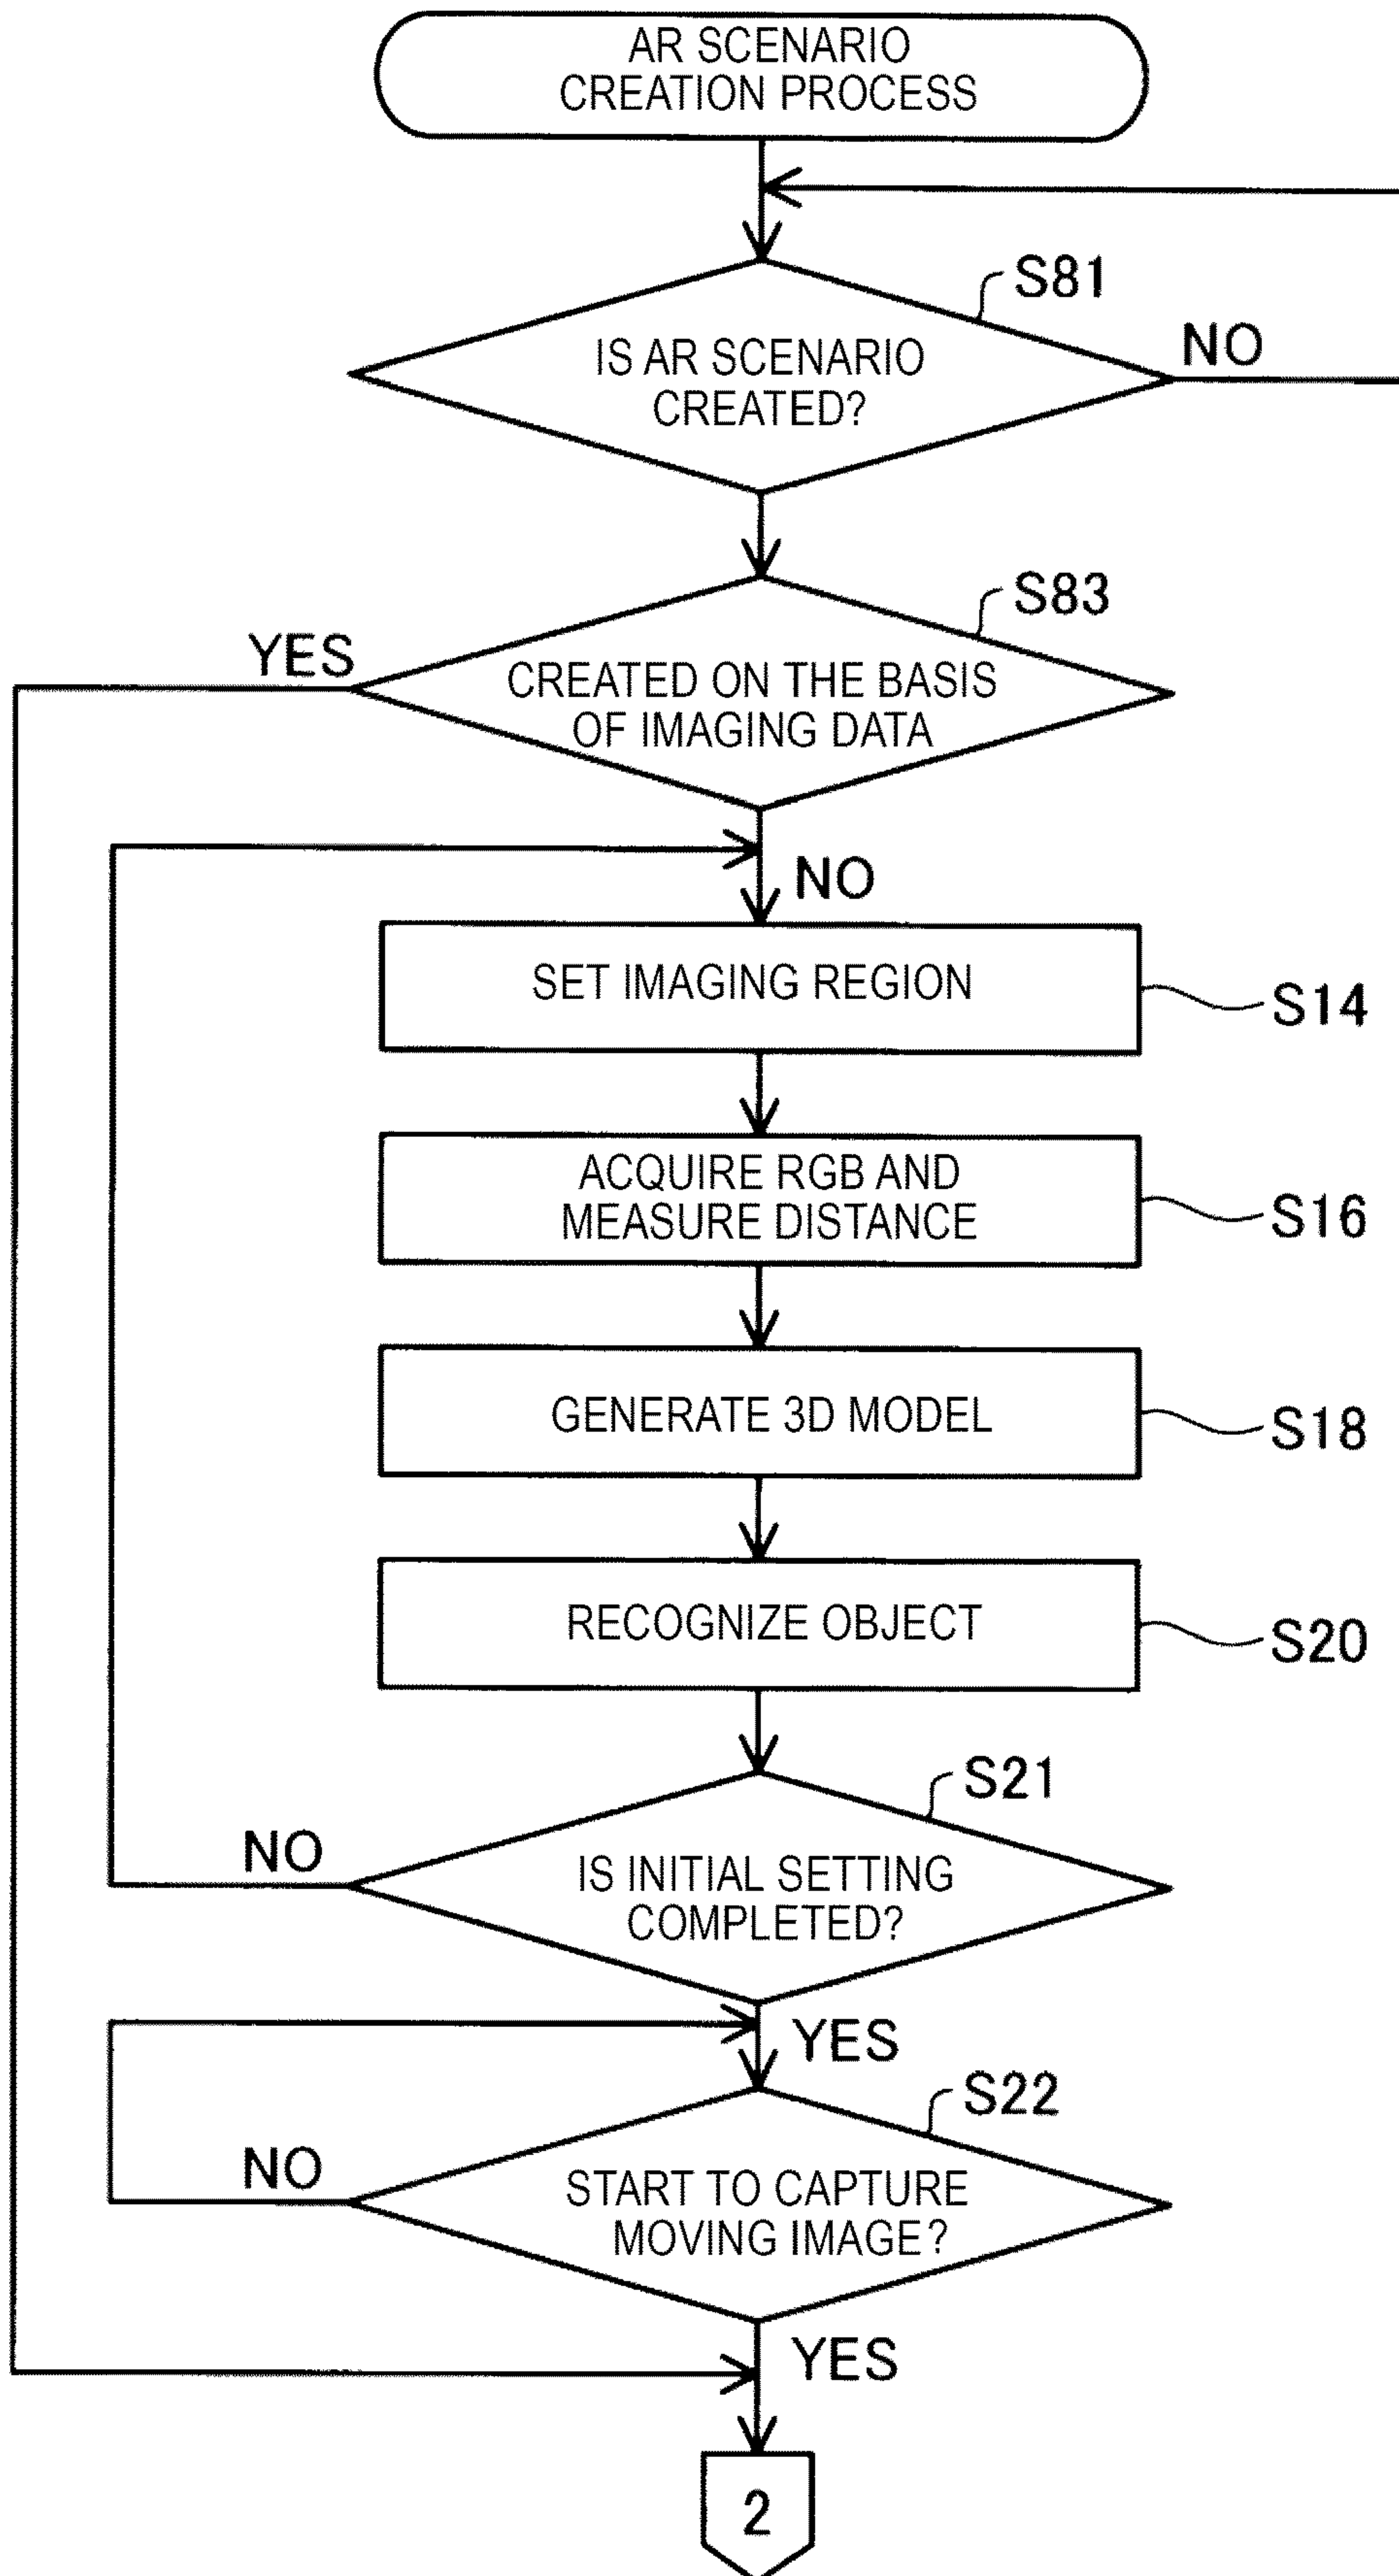 AR SCENARIO
CREATION PROCESS
S81
IS AR SCENARIO
CREATED?
NO
S83
YES
CREATED ON THE BASIS
OF IMAGING DATA
NO
SET IMAGING REGION
S14
ACQUIRE RGB AND
MEASURE DISTANCE
S16
GENERATE 3D MODEL
S18
RECOGNIZE OBJECT
S20
S21
NO
IS INITIAL SETTING
COMPLETED?
YES
S22
NO
START TO CAPTURE
MOVING IMAGE?
YES
2